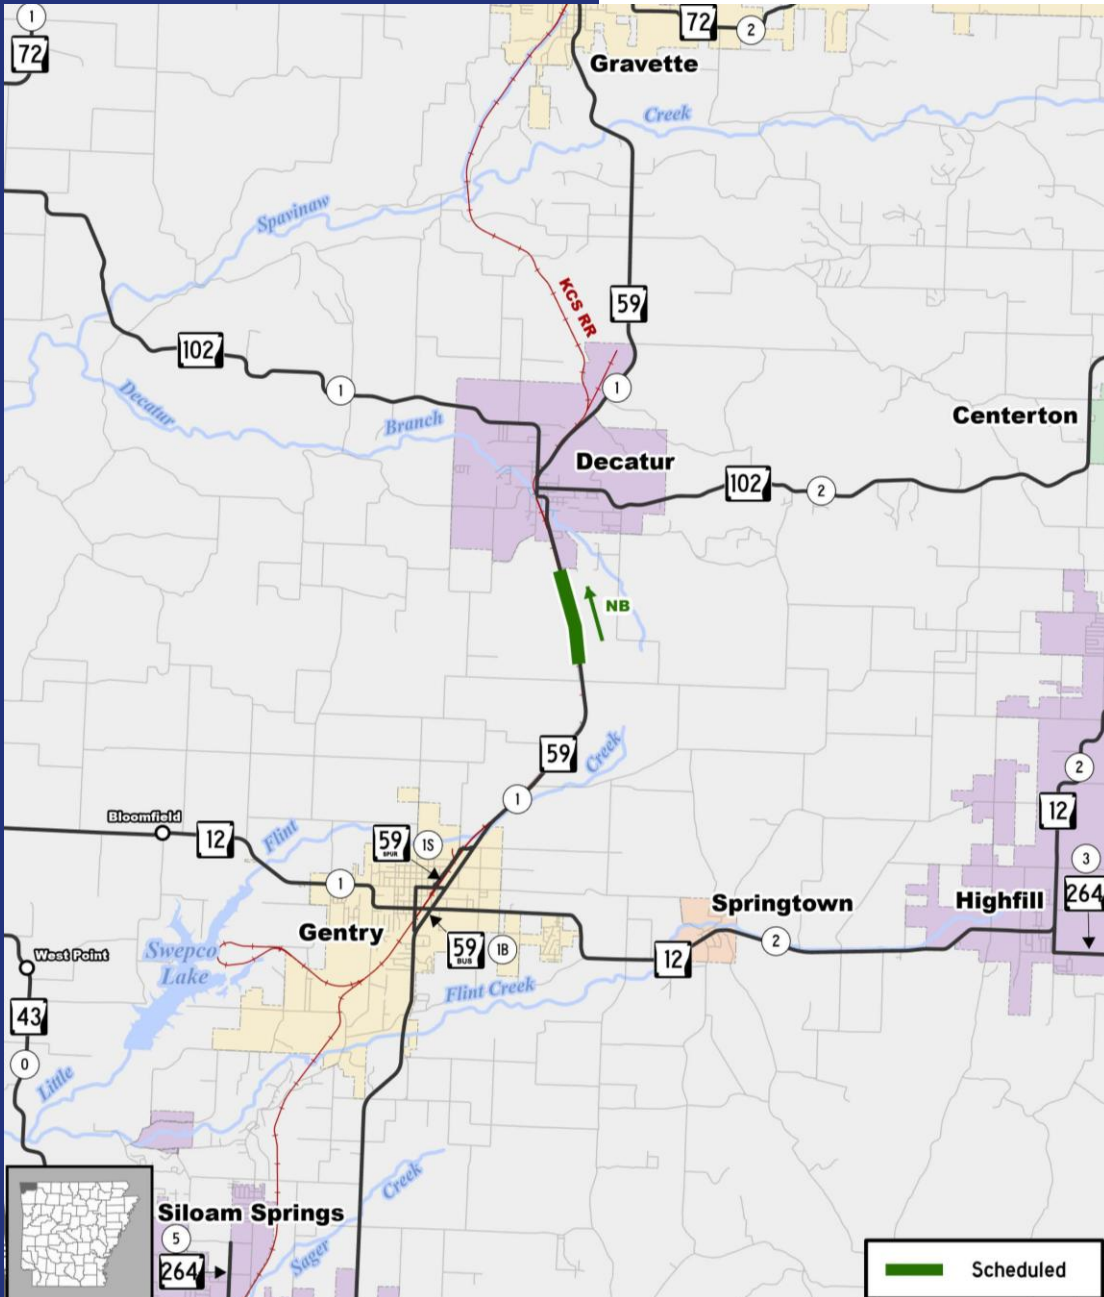 1
72
72
2
Gravette
Creek
Spavinaw
KCS RR
59
102
1
1
Decatur
Branch
Centerton
Decatur
102
2
NB
59
Creek
1
2
Bloomfield
12
Flint
59
SPUR
1S
12
3
264
1
Springtown
Highfill
Gentry
59
BUS
1B
2
West Point
Swepco
Lake
12
Flint Creek
43
0
Little
Creek
Siloam Springs
5
264
Sager
Scheduled